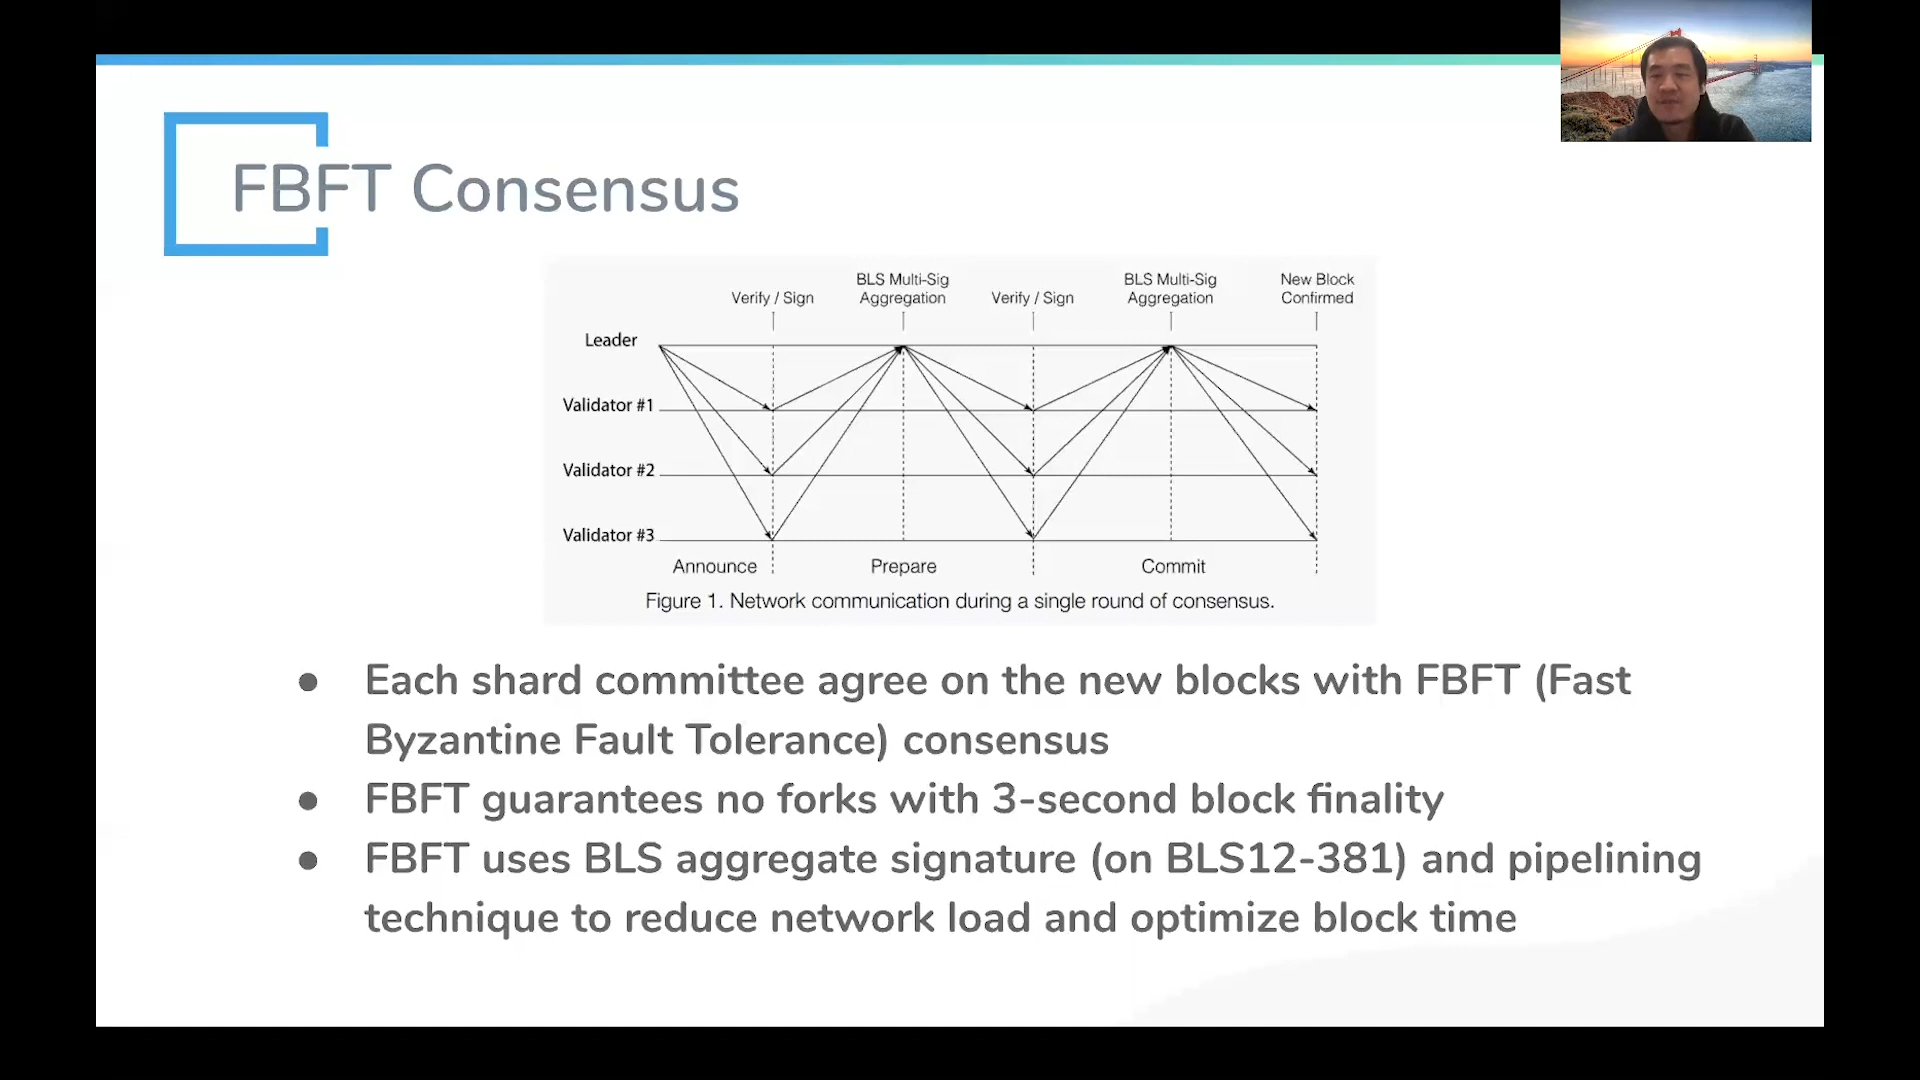 FBFT Consensus
Verify / Sign
BLS Multi-Sig
Aggregation
Verify / Sign
BLS Multi-Sig
Aggregation
New Block
Confirmed
Leader
Validator #1
Validator #2
Validator #3
Announce
Prepare
Commit
Figure 1. Network communication during a single round of consensus.
● Each shard committee agree on the new blocks with FBFT (Fast
Byzantine Fault Tolerance) consensus
● FBFT guarantees no forks with 3-second block finality
● FBFT uses BLS aggregate signature (on BLS12-381) and pipelining
technique to reduce network load and optimize block time